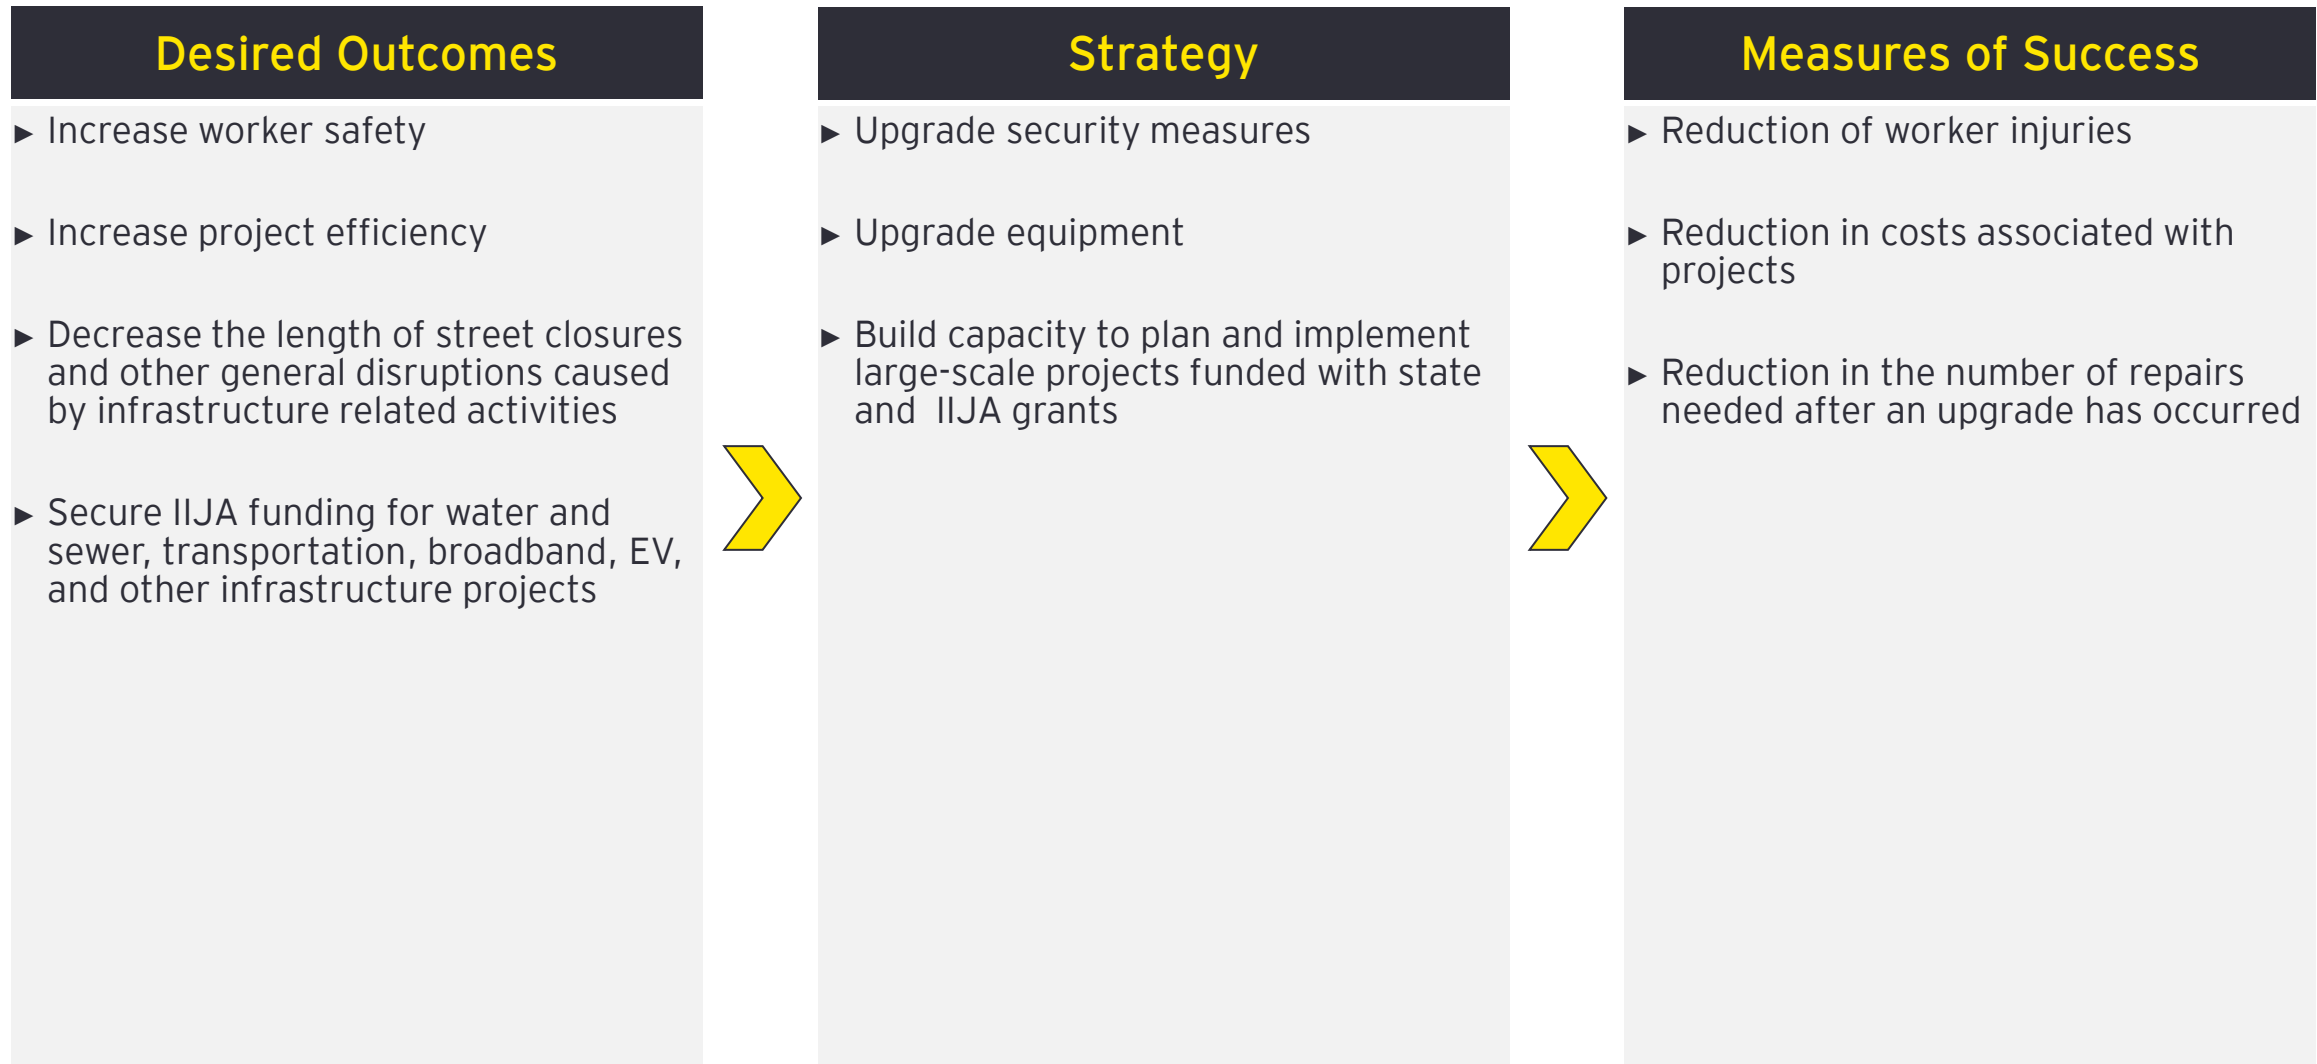 Desired Outcomes
► Increase worker safety
► Increase project efficiency
► Decrease the length of street closures
and other general disruptions caused
by infrastructure related activities
► Secure IIJA funding for water and
sewer, transportation, broadband, EV,
and other infrastructure projects
Strategy
► Upgrade security measures
► Upgrade equipment
► Build capacity to plan and implement
large-scale projects funded with state
and  IIJA grants
Measures of Success
► Reduction of worker injuries
► Reduction in costs associated with
projects
► Reduction in the number of repairs
needed after an upgrade has occurred